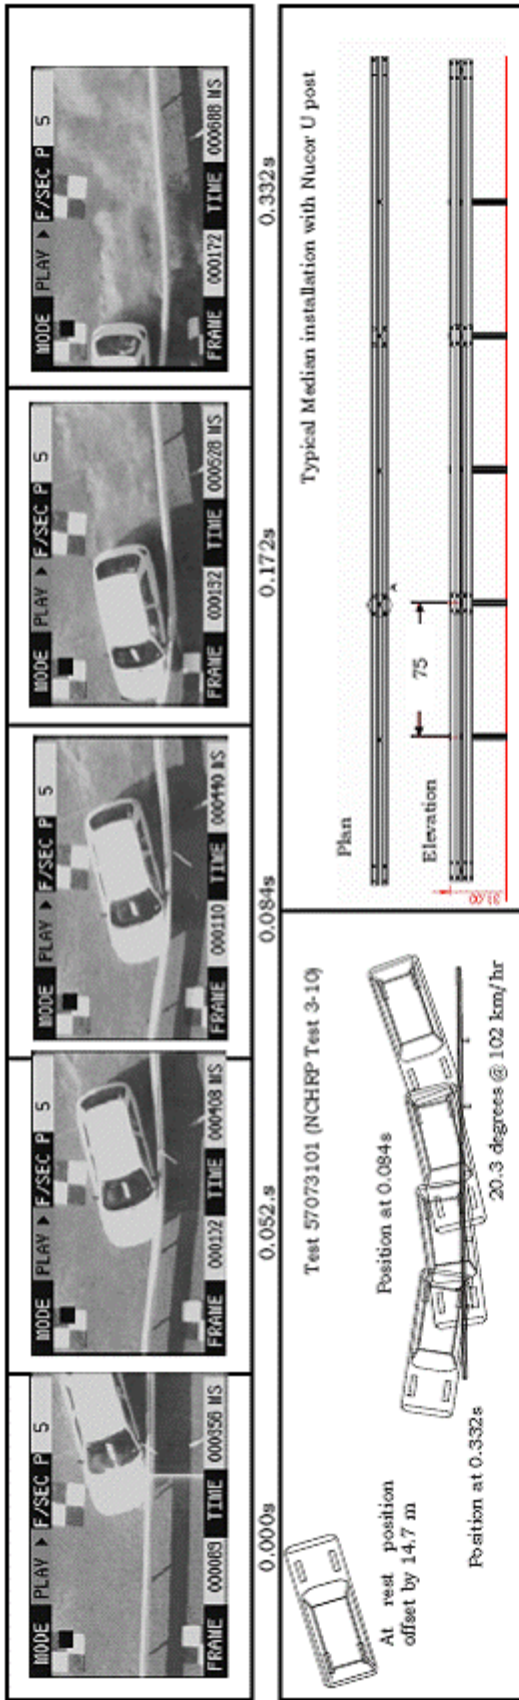 MODE PLAY ► F/SEC P 5
FRAME 000089 TIME 000356 MS
0.000s
MODE PLAY ► F/SEC P 5
FRAME 000102 TIME 000408 MS
0.052.s
MODE PLAY ► F/SEC P 5
FRAME 000110 TIME 000440 MS
0.084s
MODE PLAY ► F/SEC P 5
FRAME 000132 TIME 000528 MS
0.172s
MODE PLAY ► F/SEC P 5
FRAME 000172 TIME 000688 MS
0.332s
Test 57073101 (NCHRP Test 3-10)
At rest position
offset by 14.7 m
Position at 0.084s
Position at 0.332s
20.3 degrees @ 102 km/hr
Typical Median installation with Nucor U post
Plan
A
Elevation
75